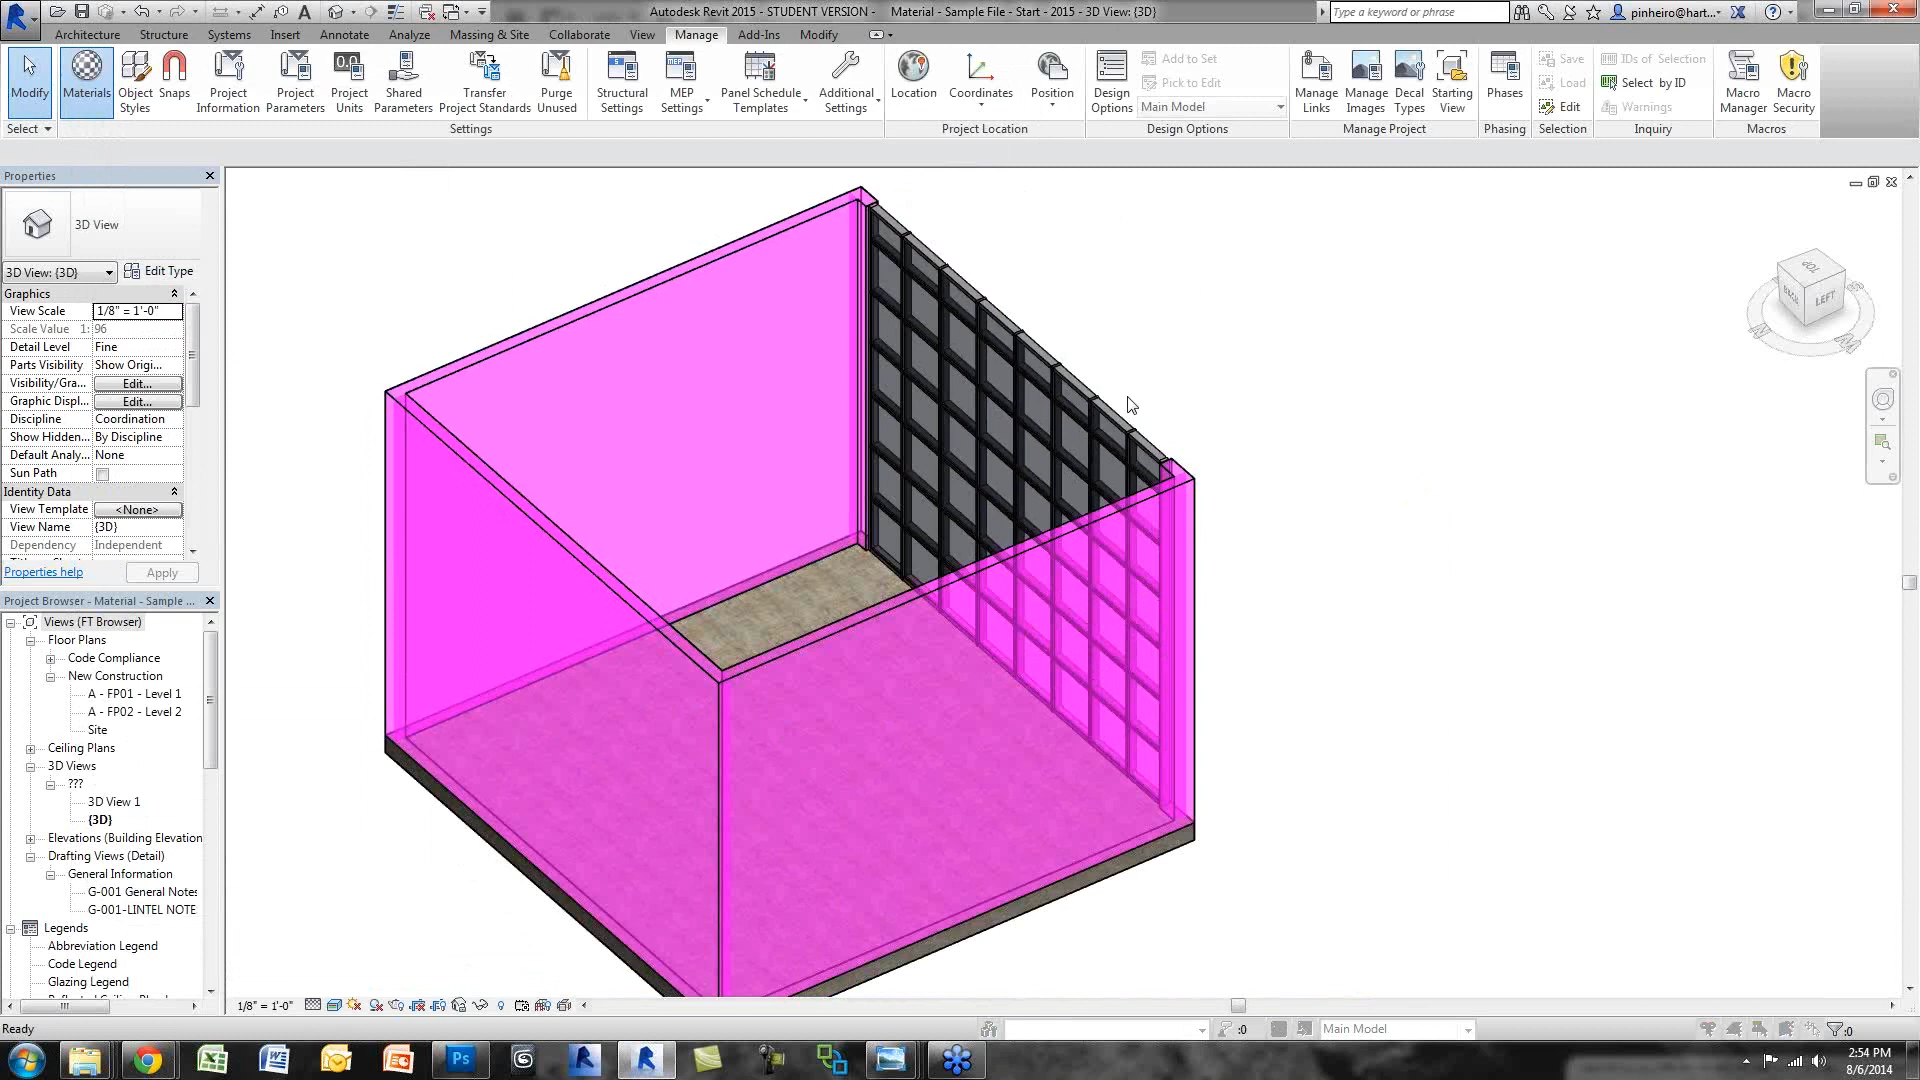 Autodesk Revit 2015 - STUDENT VERSION - Material - Sample File - Start - 2015 - 3D View: {3D}
Type a keyword or phrase
pinheiro@hart...
Architecture Structure Systems Insert Annotate Analyze Massing & Site Collaborate View Manage Add-Ins Modify
Modify
Materials
Object Styles
Snaps
Project Information
Project Parameters
Project Units
Shared Parameters
Transfer Project Standards
Purge Unused
Structural Settings
MEP Settings
Panel Schedule Templates
Additional Settings
Location
Coordinates
Position
Design Options
Add to Set
Pick to Edit
Main Model
Manage Links
Manage Images
Decal Types
Starting View
Phases
Save
Load
Edit
IDs of Selection
Select by ID
Warnings
Macro Manager
Macro Security
Select
Settings
Project Location
Design Options
Manage Project
Phasing
Selection
Inquiry
Macros
Properties
3D View
3D View: {3D}
Edit Type
Graphics
View Scale 1/8" = 1'-0"
Scale Value 1: 96
Detail Level Fine
Parts Visibility Show Origi...
Visibility/Gra... Edit...
Graphic Displ... Edit...
Discipline Coordination
Show Hidden... By Discipline
Default Analy... None
Sun Path
Identity Data
View Template <None>
View Name {3D}
Dependency Independent
Properties help
Apply
Project Browser - Material - Sample ...
Views (FT Browser)
Floor Plans
Code Compliance
New Construction
A - FP01 - Level 1
A - FP02 - Level 2
Site
Ceiling Plans
3D Views
???
3D View 1
{3D}
Elevations (Building Elevation
Drafting Views (Detail)
General Information
G-001 General Notes
G-001-LINTEL NOTE
Legends
Abbreviation Legend
Code Legend
Glazing Legend
TOP
BACK
LEFT
1/8" = 1'-0"
Ready
:0
Main Model
:0
Ps
2:54 PM
8/6/2014